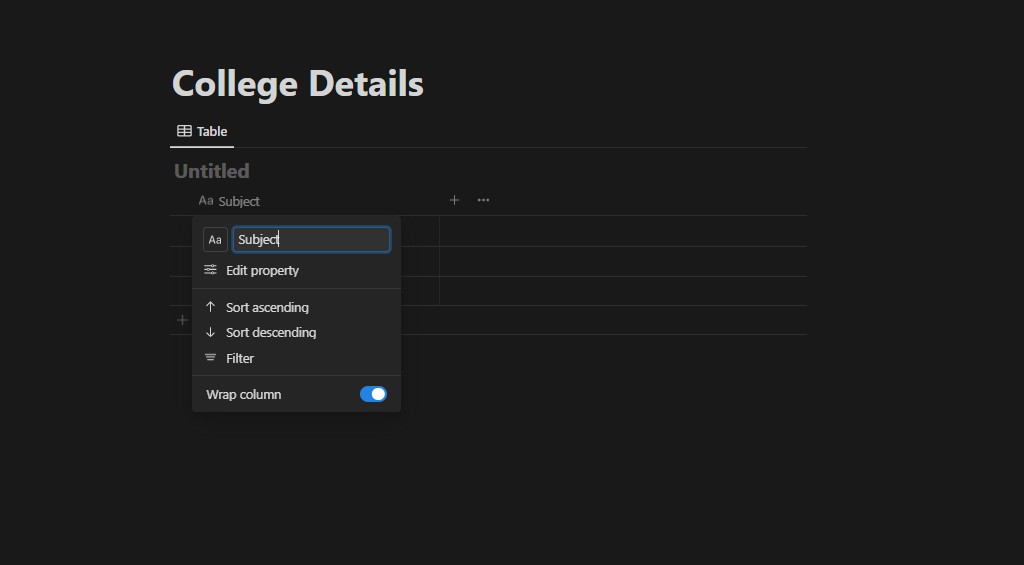 College Details
Table
Untitled
Aa Subject
Aa Subject
Edit property
Sort ascending
Sort descending
Filter
Wrap column